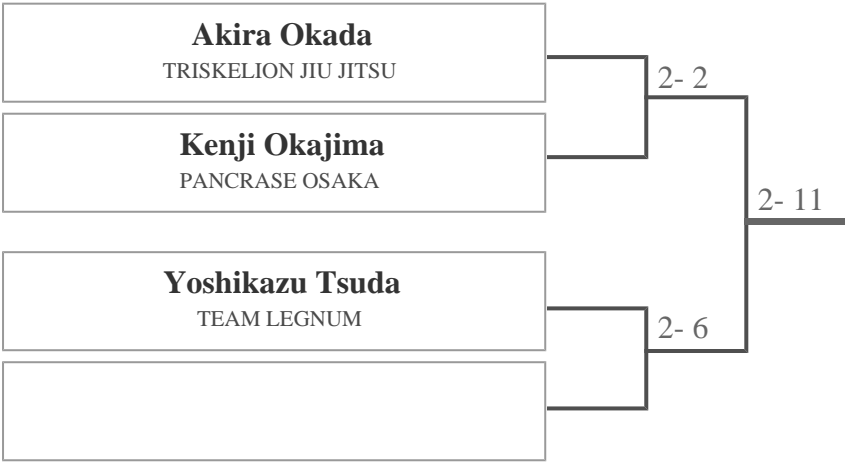 Akira Okada
TRISKELION JIU JITSU
2- 2
Kenji Okajima
PANCRASE OSAKA
2- 11
Yoshikazu Tsuda
TEAM LEGNUM
2- 6